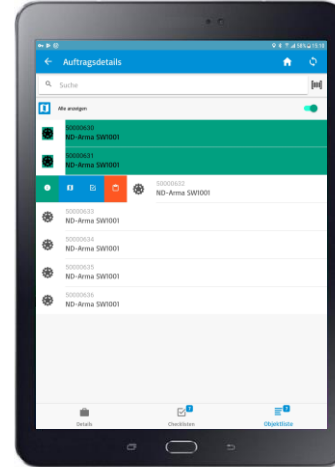 Auftragsdetails
Suche
Alle anzeigen
50000630
ND-Arma SW1001
50000631
ND-Arma SW1001
50000632
ND-Arma SW1001
50000633
ND-Arma SW1001
50000634
ND-Arma SW1001
50000635
ND-Arma SW1001
50000636
ND-Arma SW1001
Details
Checklisten
Objektliste